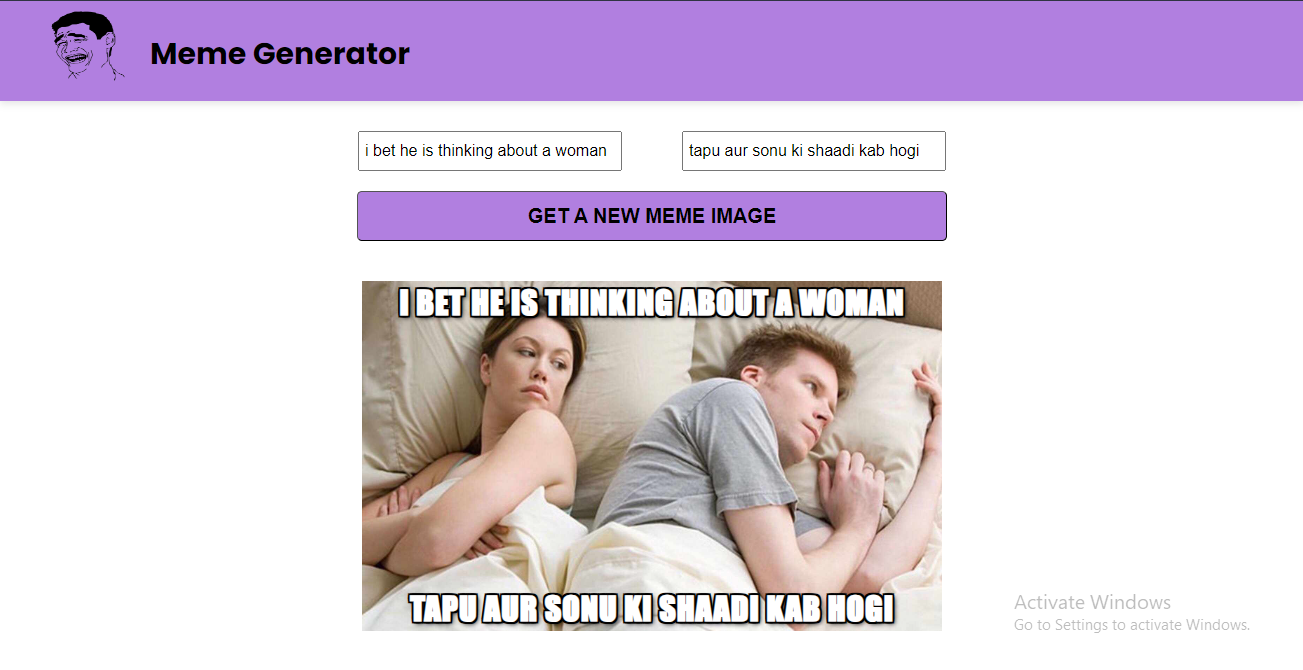 Meme Generator
i bet he is thinking about a woman
tapu aur sonu ki shaadi kab hogi
GET A NEW MEME IMAGE
I BET HE IS THINKING ABOUT A WOMAN
TAPU AUR SONU KI SHAADI KAB HOGI
Activate Windows
Go to Settings to activate Windows.